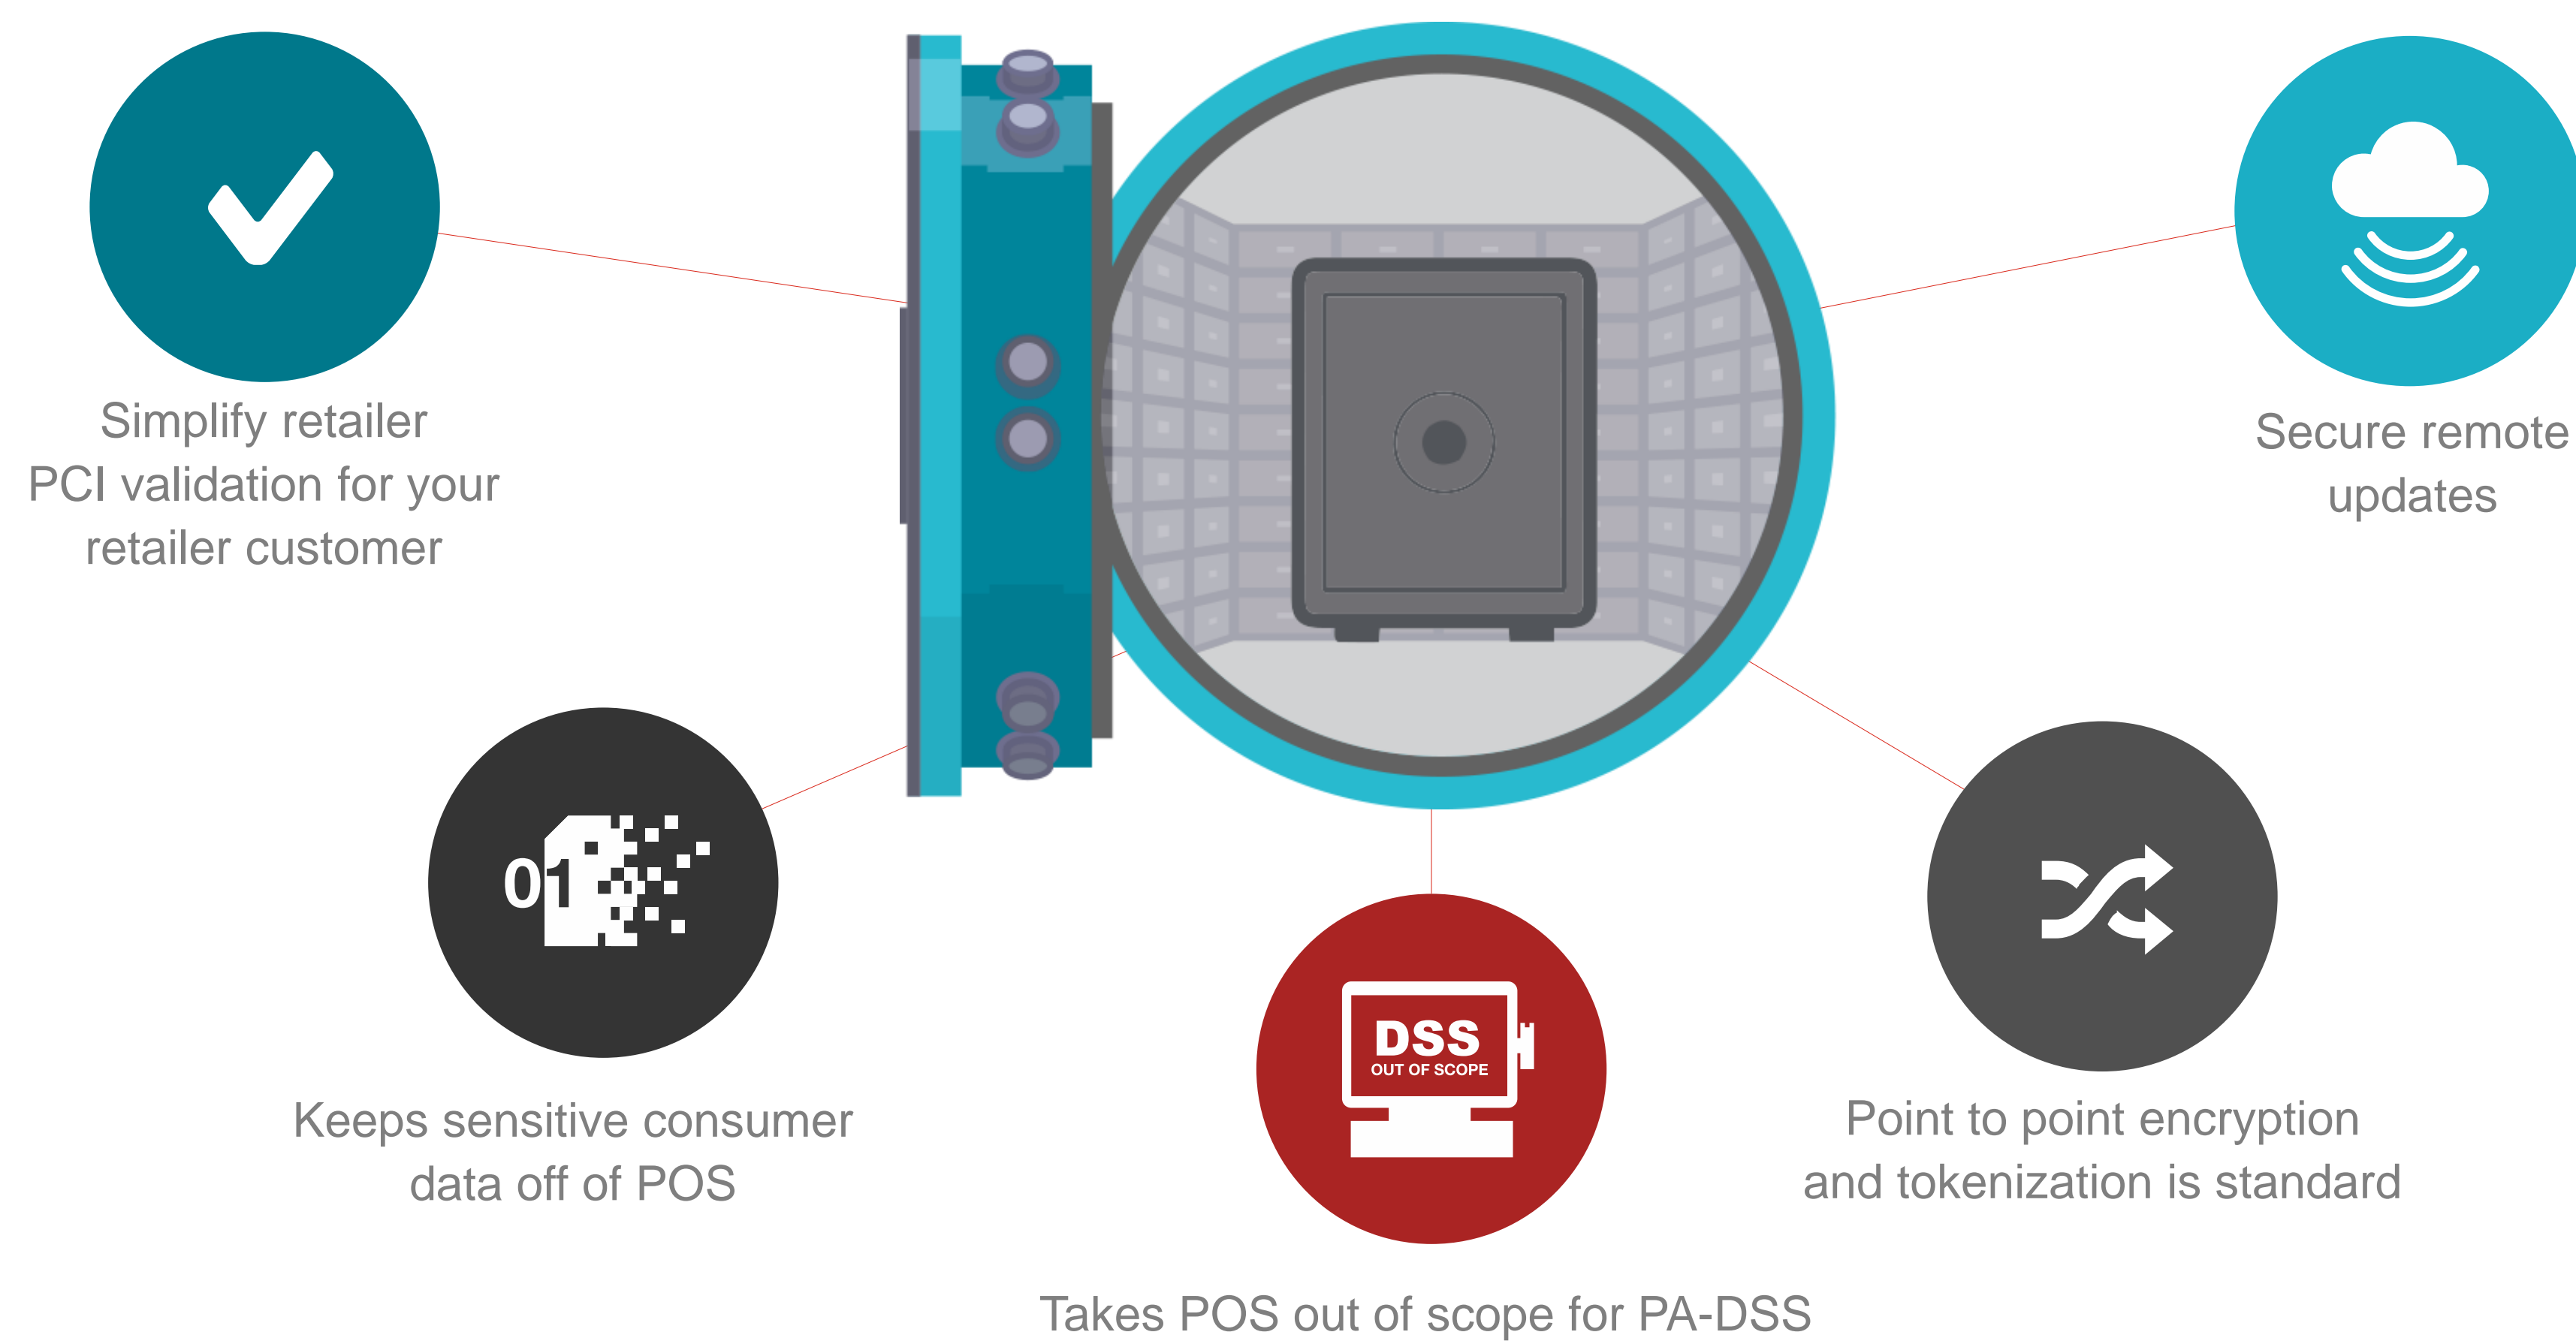 Simplify retailer
PCI validation for your
retailer customer
Secure remote
updates
01
Keeps sensitive consumer
data off of POS
DSS
OUT OF SCOPE
Takes POS out of scope for PA-DSS
Point to point encryption
and tokenization is standard